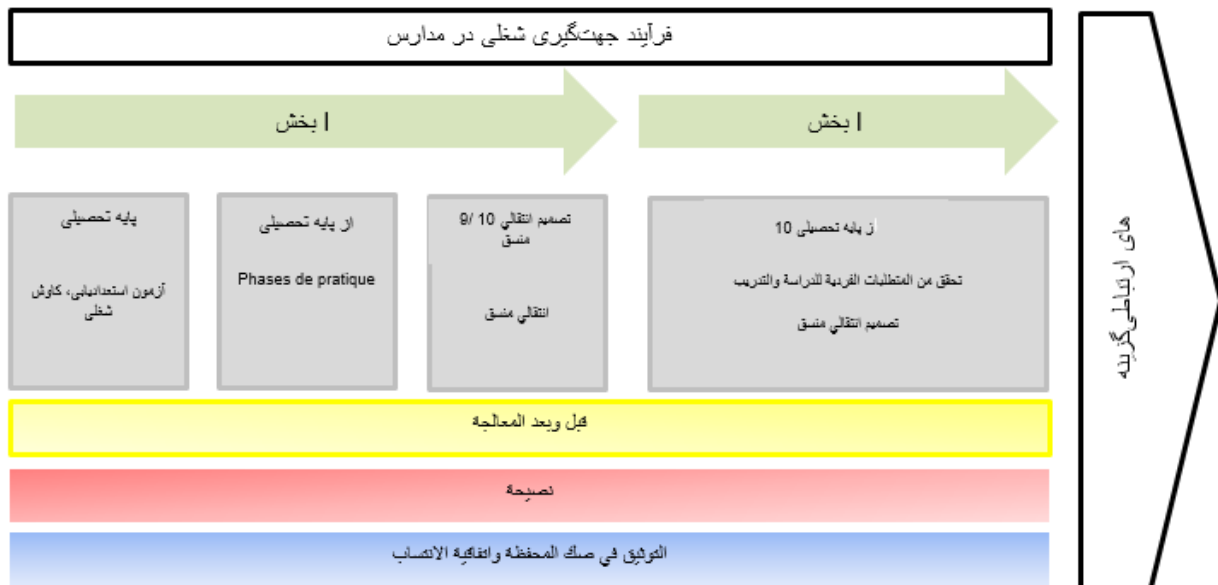 فرآیند جهت‌گیری شغلی در مدارس
ا بخش
ا بخش
پایه تحصیلی
آزمون استعدادیابی، کاوش
شغلی
از پایه تحصیلی
Phases de pratique
تصميم انتقالي 10 /9
منسق
انتقالي منسق
ز پایه تحصیلی 10
تحقق من المتطلبات الفردية للدراسة والتدريب
تصميم انتقالي منسق
قبل وبعد المعالجة
نصيحة
التوثيق في صك المحفظة واتفاقية الانتساب
های ارتباطی‌گزینه